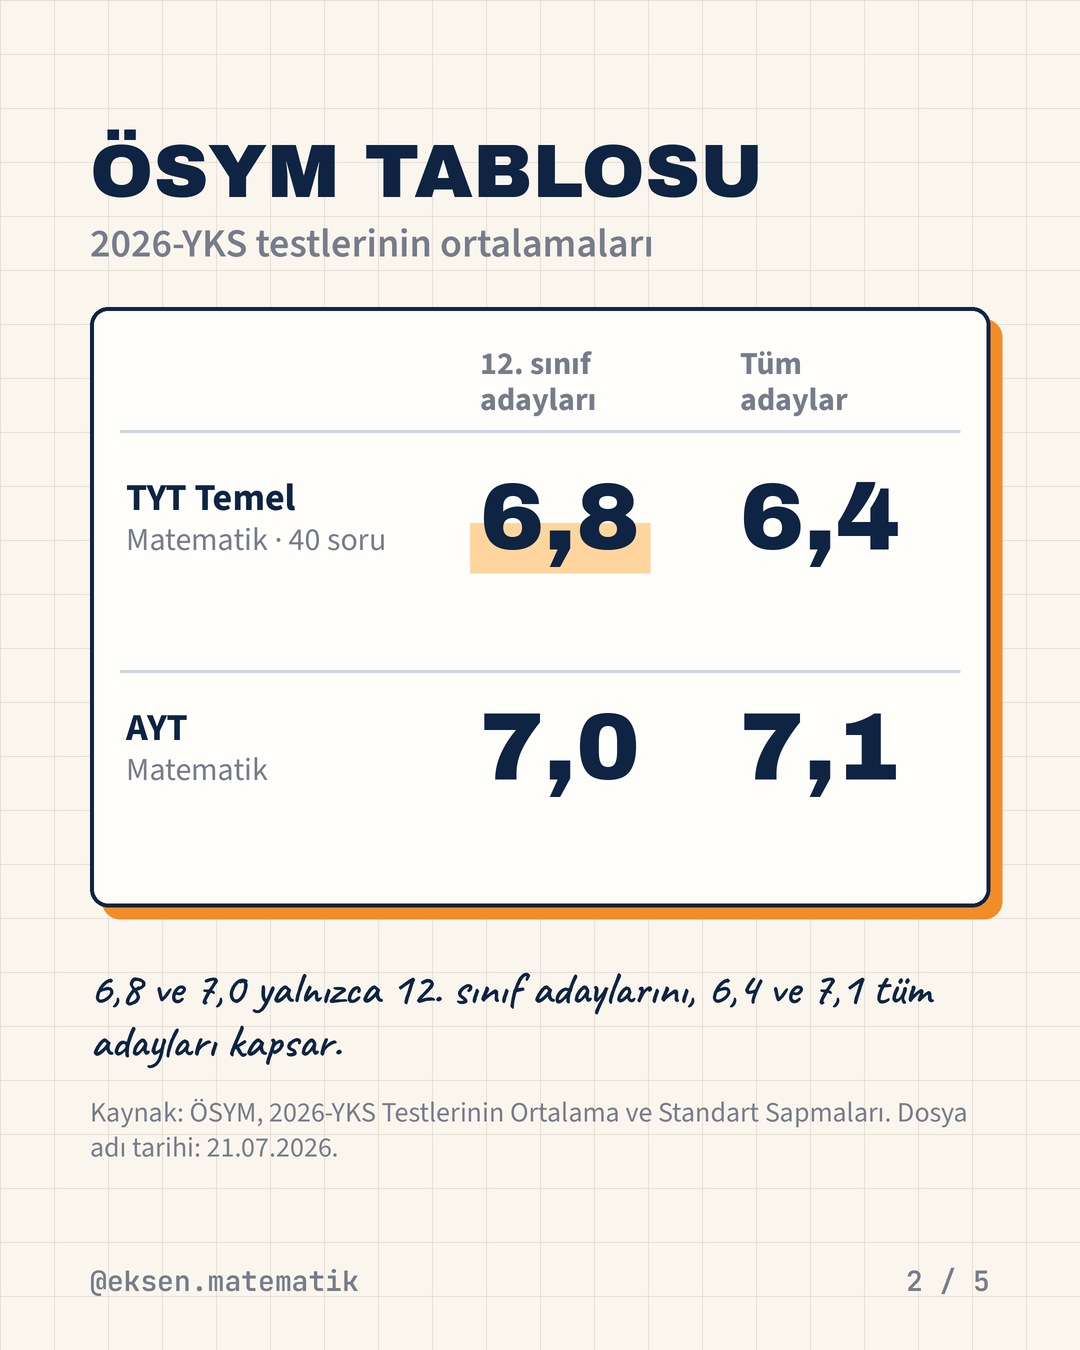 ÖSYM TABLOSU
2026-YKS testlerinin ortalamaları
12. sınıf
adayları
Tüm
adaylar
TYT Temel
Matematik · 40 soru
6,8
6,4
AYT
Matematik
7,0
7,1
6,8 ve 7,0 yalnızca 12. sınıf adaylarını, 6,4 ve 7,1 tüm
adayları kapsar.
Kaynak: ÖSYM, 2026-YKS Testlerinin Ortalama ve Standart Sapmaları. Dosya
adı tarihi: 21.07.2026.
@eksen.matematik
2 / 5